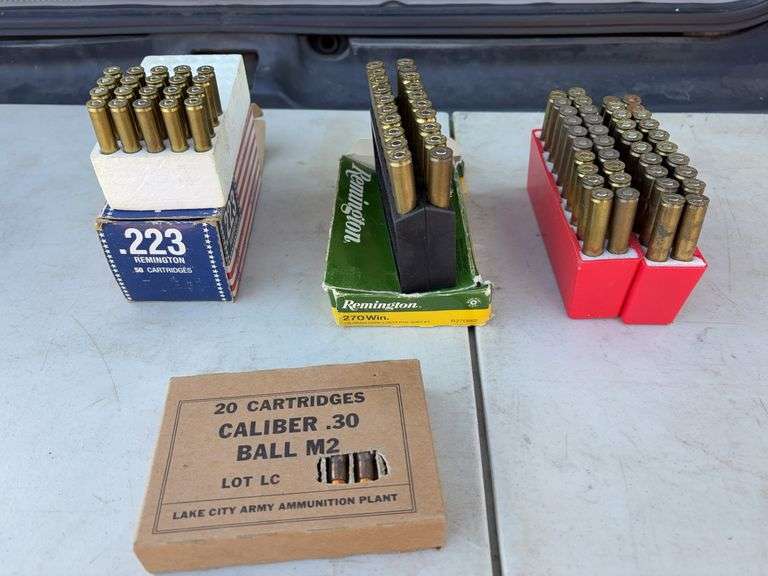 .223
REMINGTON
50 CARTRIDGES
Remington
Remington
270 Win.
20 CARTRIDGES
CALIBER .30
BALL M2
LOT LC
LAKE CITY ARMY AMMUNITION PLANT